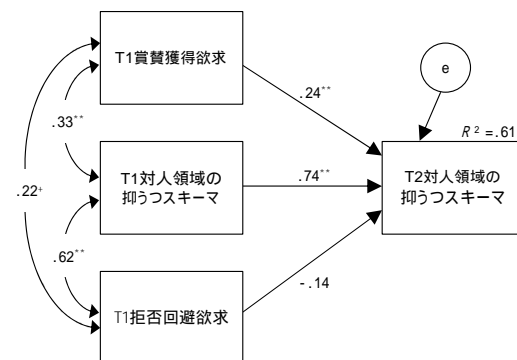 T1賞賛獲得欲求
e
.24**
R² =.61
.33**
T1対人領域の
抑うつスキーマ
.74**
T2対人領域の
抑うつスキーマ
.22+
.62**
-.14
T1拒否回避欲求